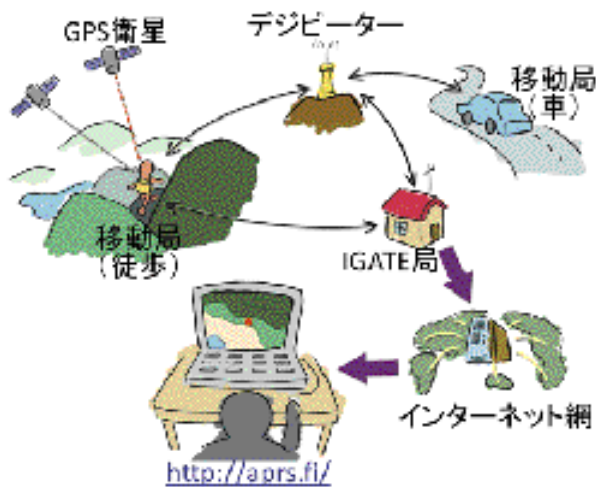 GPS衛星
デジピーター
移動局
（車）
移動局
（徒歩）
IGATE局
インターネット網
http://aprs.fi/